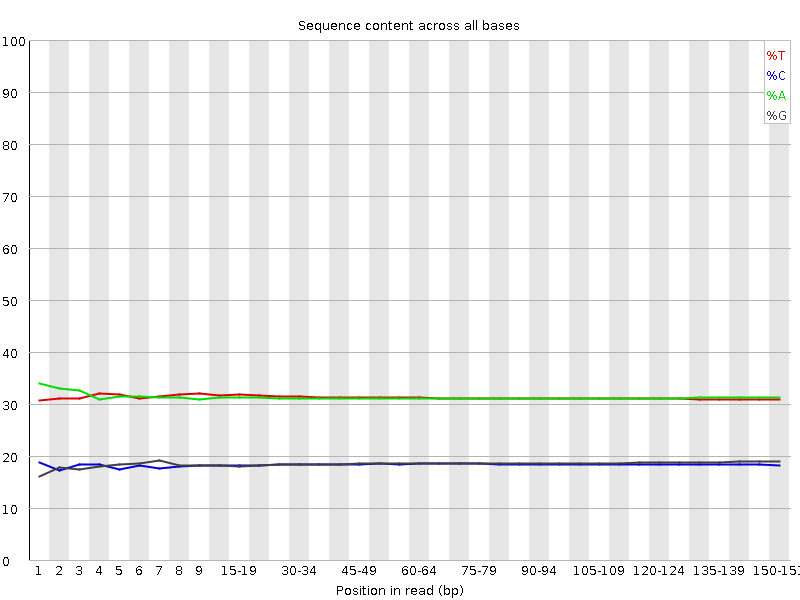 Sequence content across all bases
100
90
80
70
60
50
40
30
20
10
0
%T
%C
%A
%G
1 2 3 4 5 6 7 8 9 15-19 30-34 45-49 60-64 75-79 90-94 105-109 120-124 135-139 150-151
Position in read (bp)